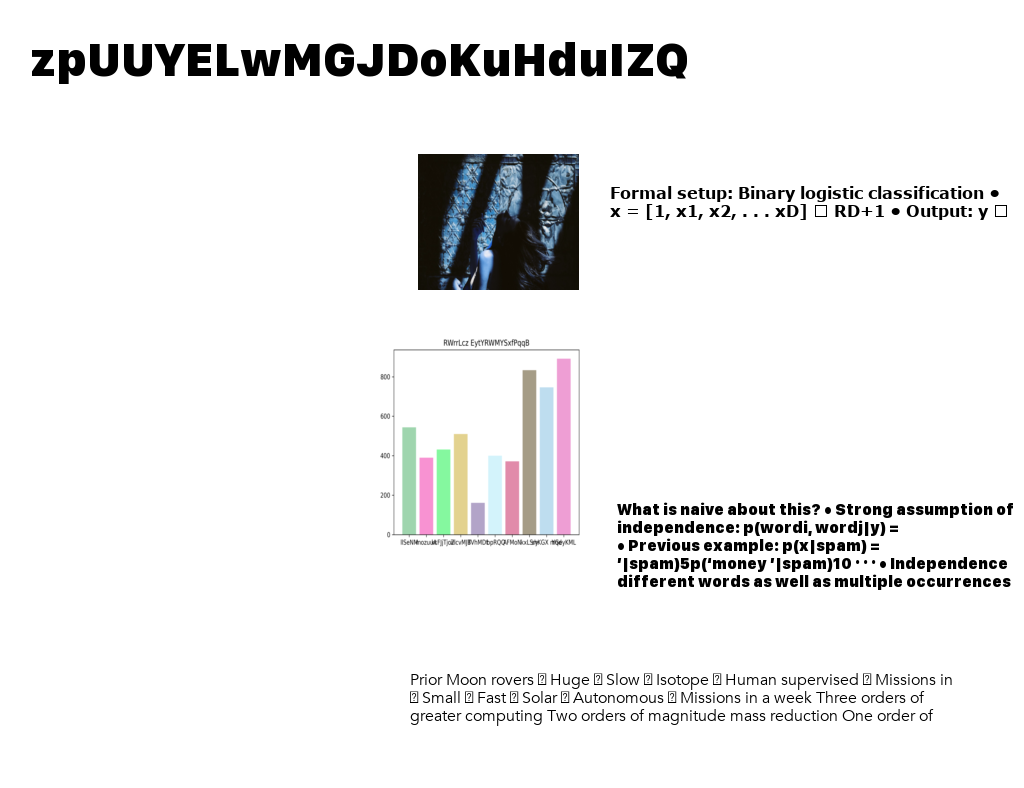 zpUUYELwMGJDoKuHduIZQ
Formal setup: Binary logistic classification •
x = [1, x1, x2, . . . xD] □ RD+1 • Output: y □
RWrrLcz EytYRWMYSxfPqqB
800
600
400
200
0
What is naive about this? • Strong assumption of
independence: p(wordi, wordj|y) =
• Previous example: p(x|spam) =
’|spam)5p(‘money ’|spam)10 · · · • Independence
different words as well as multiple occurrences
Prior Moon rovers ⍰ Huge ⍰ Slow ⍰ Isotope ⍰ Human supervised ⍰ Missions in
⍰ Small ⍰ Fast ⍰ Solar ⍰ Autonomous ⍰ Missions in a week Three orders of
greater computing Two orders of magnitude mass reduction One order of